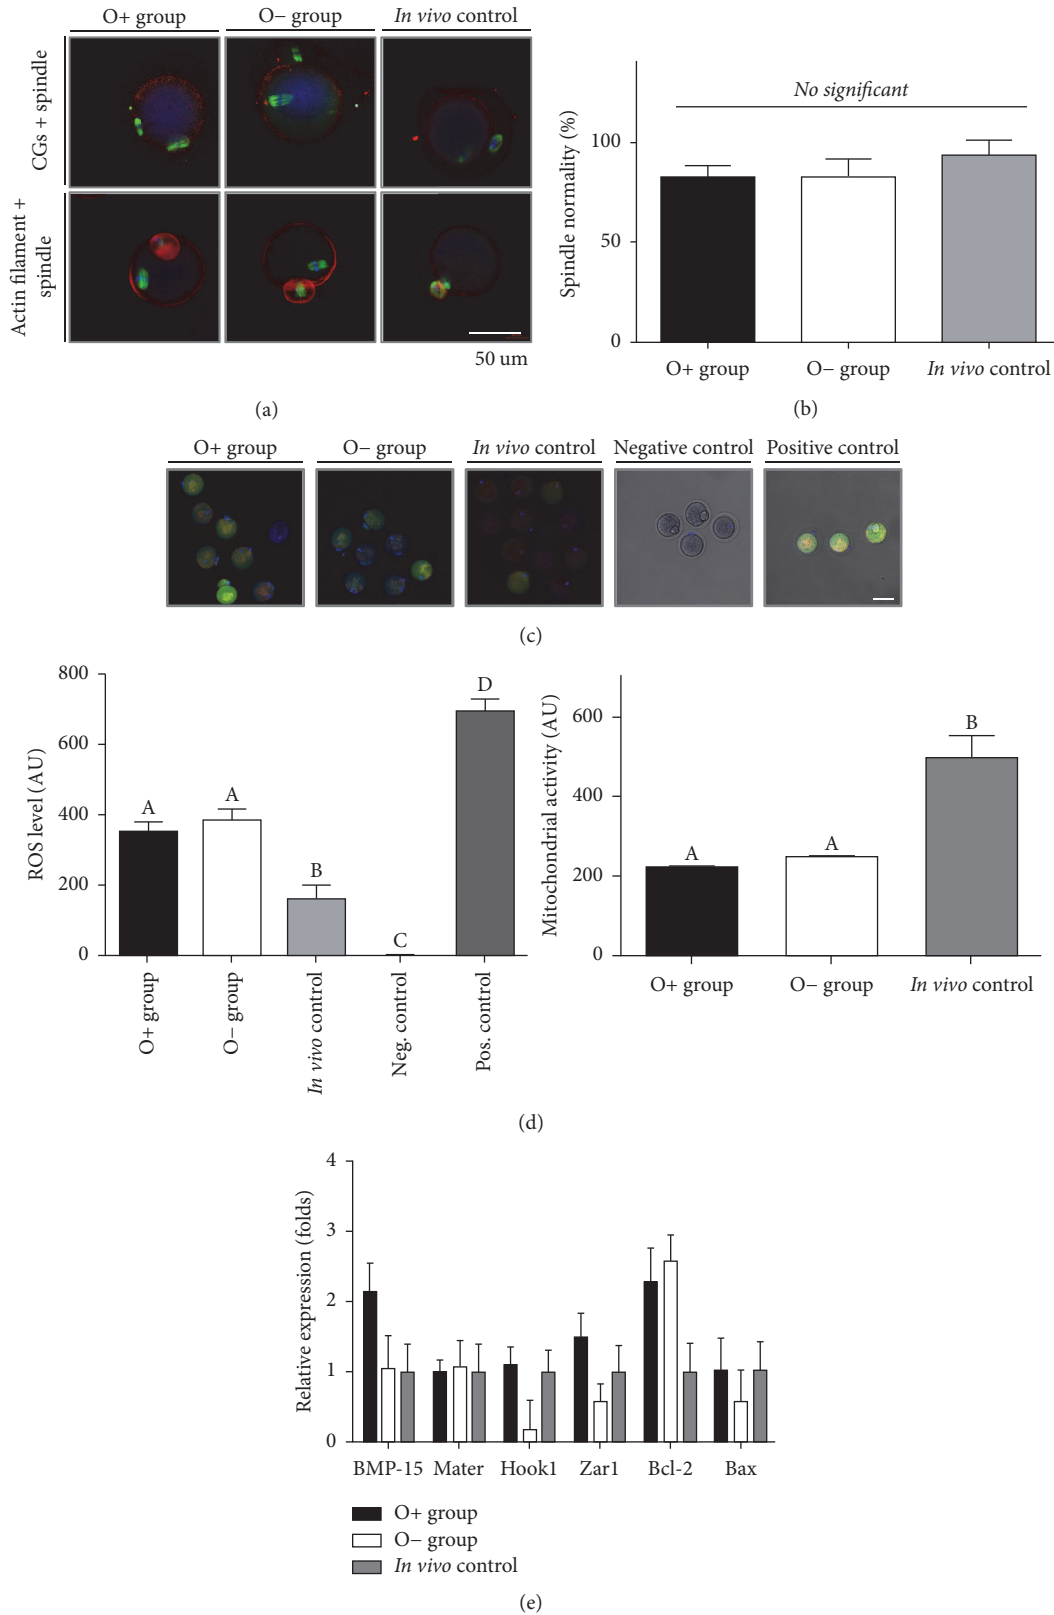 O+ group
O− group
In vivo control
CGs + spindle
Actin filament +
spindle
50 um
(a)
Spindle normality (%)
100
50
0
No significant
O+ group
O− group
In vivo control
(b)
O+ group
O− group
In vivo control
Negative control
Positive control
(c)
ROS level (AU)
800
600
400
200
0
A
A
B
C
D
O+ group
O− group
In vivo control
Neg. control
Pos. control
Mitochondrial activity (AU)
600
400
200
0
A
A
B
O+ group
O− group
In vivo control
(d)
Relative expression (folds)
4
3
2
1
0
BMP-15
Mater
Hook1
Zar1
Bcl-2
Bax
O+ group
O− group
In vivo control
(e)